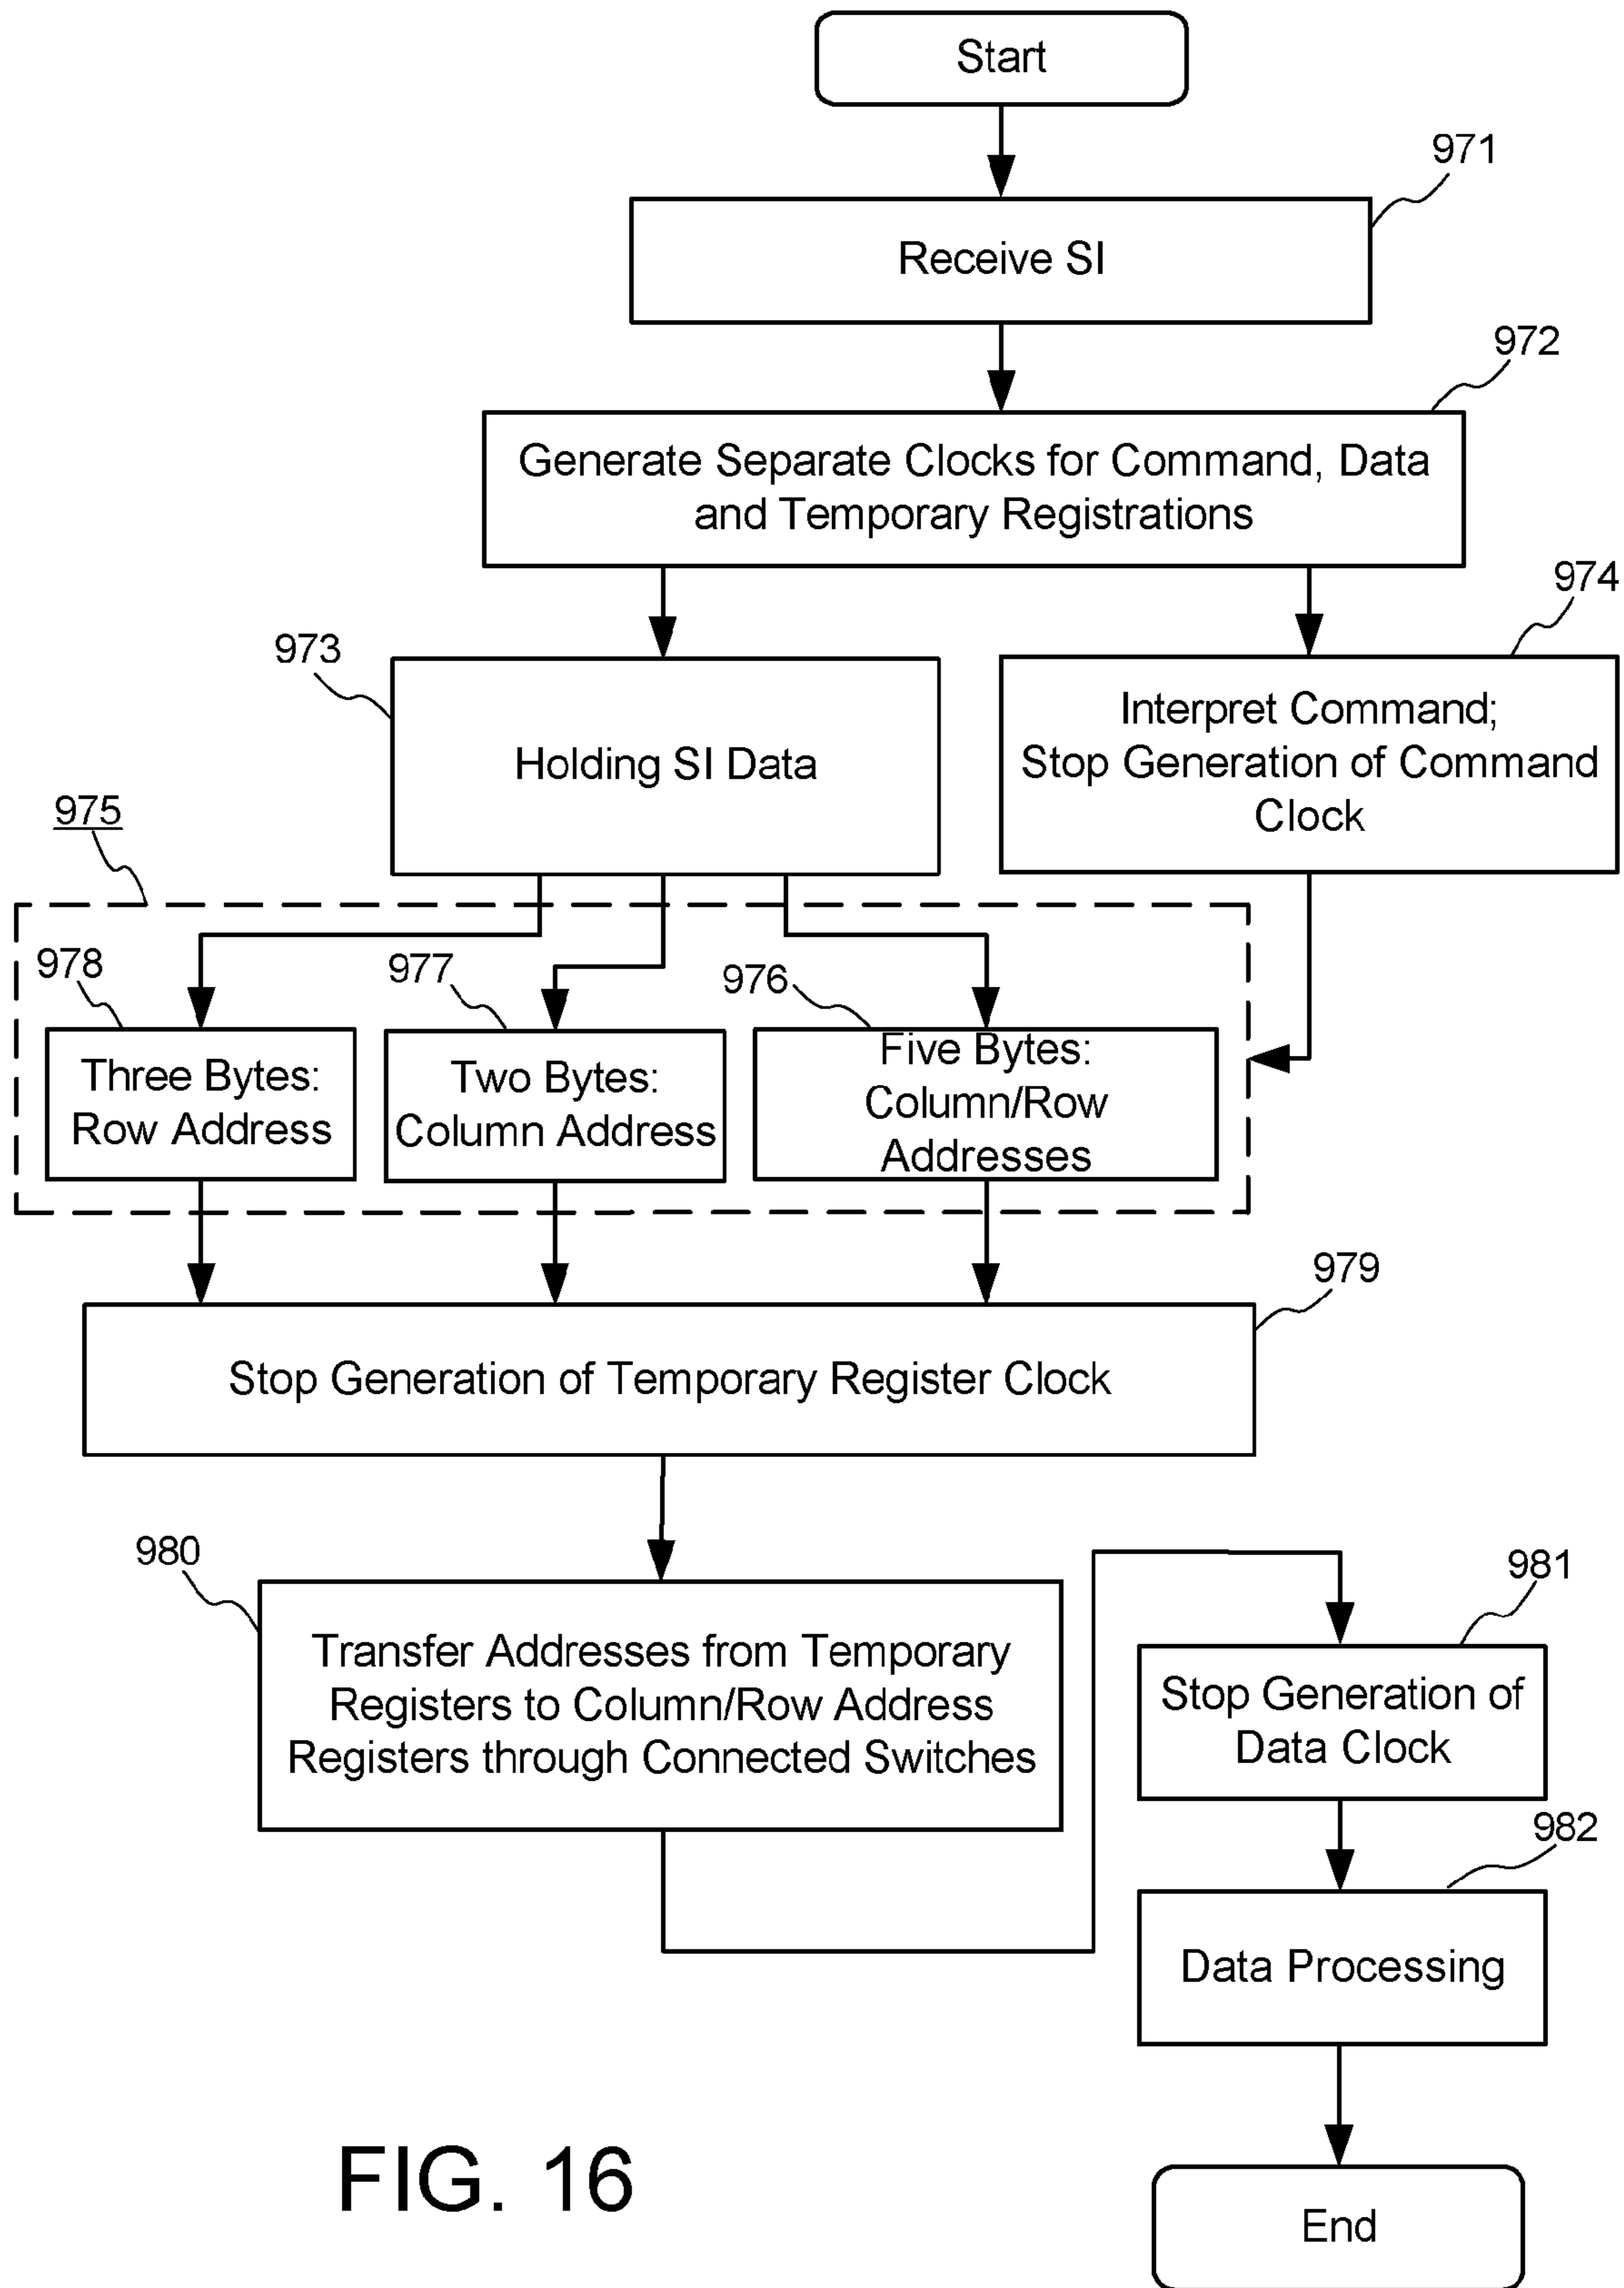 Start
971
Receive SI
972
Generate Separate Clocks for Command, Data
and Temporary Registrations
974
973
Interpret Command;
Stop Generation of Command
Clock
Holding SI Data
975
978
977
976
Three Bytes:
Row Address
Two Bytes:
Column Address
Five Bytes:
Column/Row
Addresses
979
Stop Generation of Temporary Register Clock
980
Transfer Addresses from Temporary
Registers to Column/Row Address
Registers through Connected Switches
981
Stop Generation of
Data Clock
982
Data Processing
End
FIG. 16